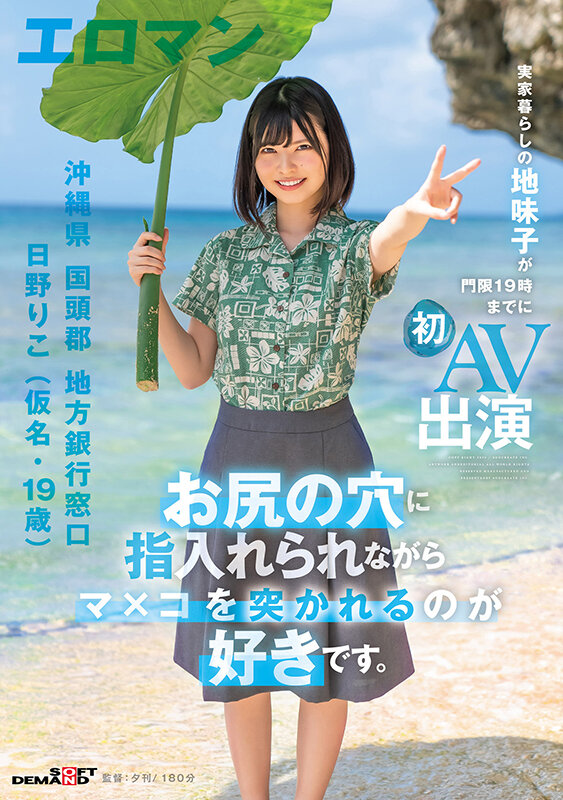 エロマン
実家暮らしの地味子が
門限19時
までに
初
AV
出演
沖縄県 国頭郡 地方銀行窓口
日野りこ（仮名・19歳）
お尻の穴に
指入れられながら
マ×コを突かれるのが
好きです。
SOFT
DEMAND
監督：夕刊/180分